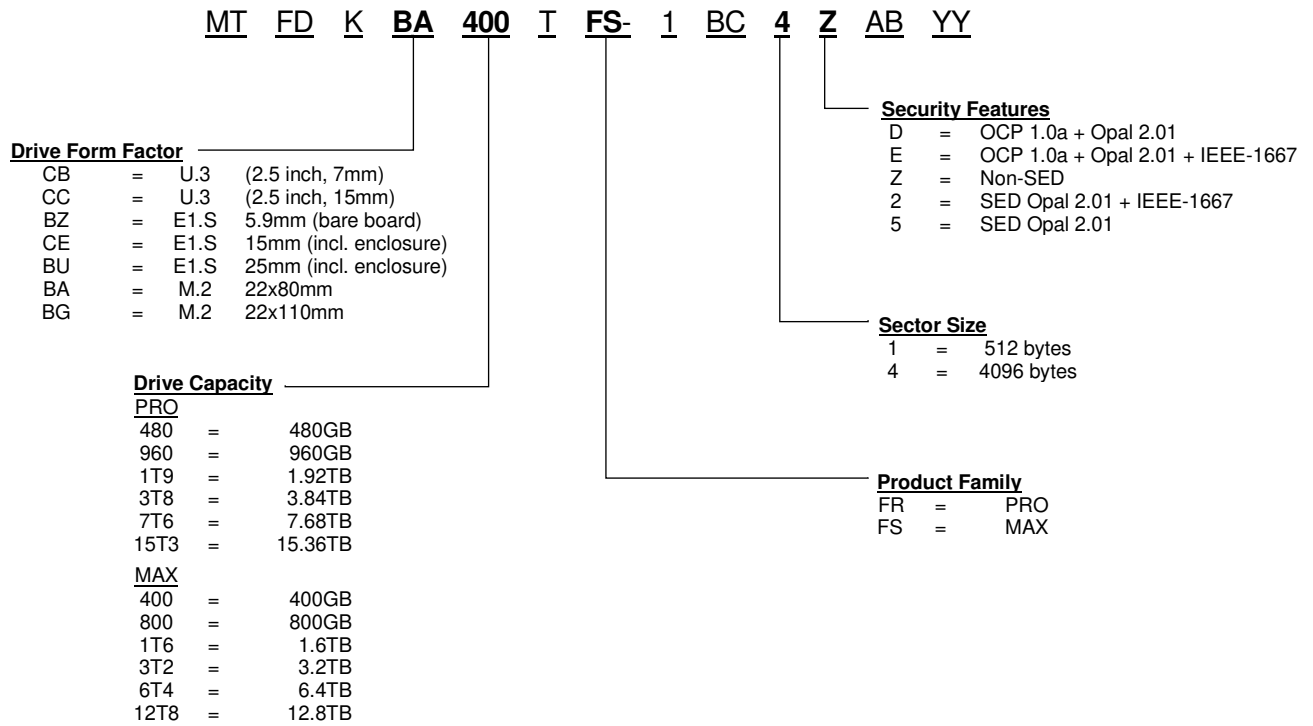 MT FD K BA 400 T FS- 1 BC 4 Z AB YY
Drive Form Factor
CB = U.3 (2.5 inch, 7mm)
CC = U.3 (2.5 inch, 15mm)
BZ = E1.S 5.9mm (bare board)
CE = E1.S 15mm (incl. enclosure)
BU = E1.S 25mm (incl. enclosure)
BA = M.2 22x80mm
BG = M.2 22x110mm
Drive Capacity
PRO
480 = 480GB
960 = 960GB
1T9 = 1.92TB
3T8 = 3.84TB
7T6 = 7.68TB
15T3 = 15.36TB
MAX
400 = 400GB
800 = 800GB
1T6 = 1.6TB
3T2 = 3.2TB
6T4 = 6.4TB
12T8 = 12.8TB
Security Features
D = OCP 1.0a + Opal 2.01
E = OCP 1.0a + Opal 2.01 + IEEE-1667
Z = Non-SED
2 = SED Opal 2.01 + IEEE-1667
5 = SED Opal 2.01
Sector Size
1 = 512 bytes
4 = 4096 bytes
Product Family
FR = PRO
FS = MAX